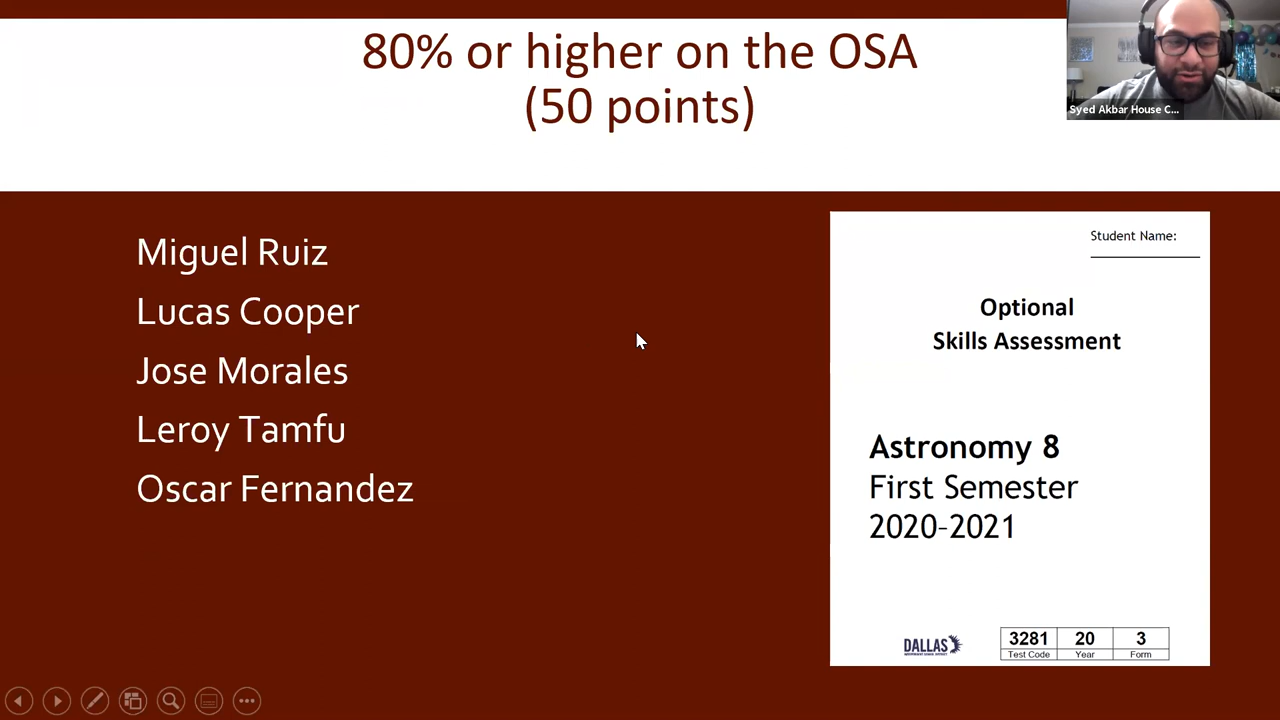 80% or higher on the OSA
(50 points)
Syed Akbar House C...
Miguel Ruiz
Lucas Cooper
Jose Morales
Leroy Tamfu
Oscar Fernandez
Student Name:
Optional
Skills Assessment
Astronomy 8
First Semester
2020-2021
DALLAS
3281 20 3
Test Code Year Form